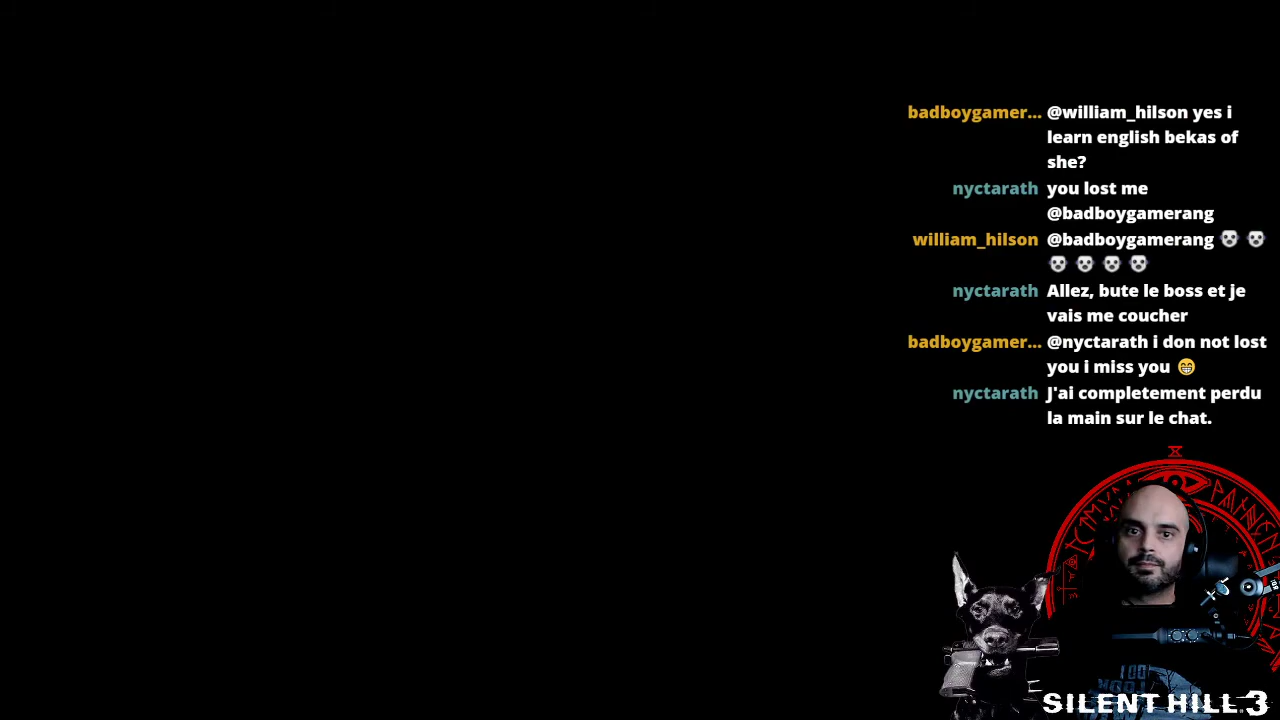 badboygamer... @william_hilson yes i
learn english bekas of
she?
nyctarath you lost me
@badboygamerang
william_hilson @badboygamerang
nyctarath Allez, bute le boss et je
vais me coucher
badboygamer... @nyctarath i don not lost
you i miss you 😁
nyctarath J'ai completement perdu
la main sur le chat.
SILENT HILL 3